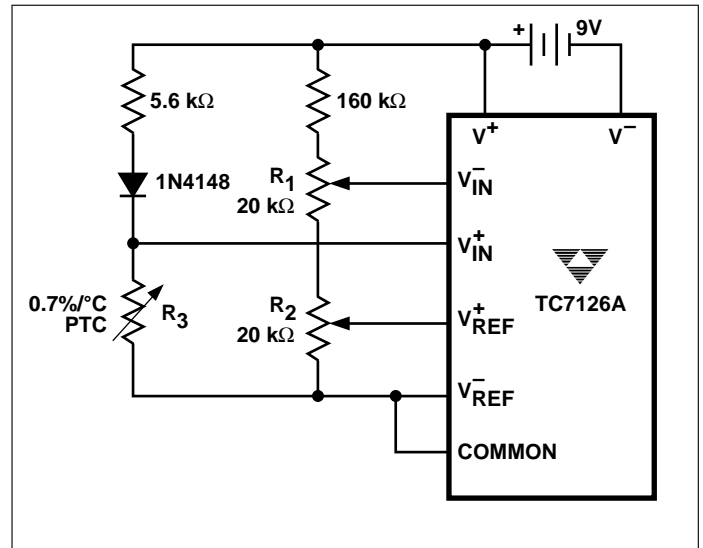 + 9V
5.6 kΩ
160 kΩ
V+ V–
1N4148
R1
20 kΩ
V–IN
V+IN
0.7%/°C
PTC
R3
R2
20 kΩ
V+REF
TC7126A
V–REF
COMMON